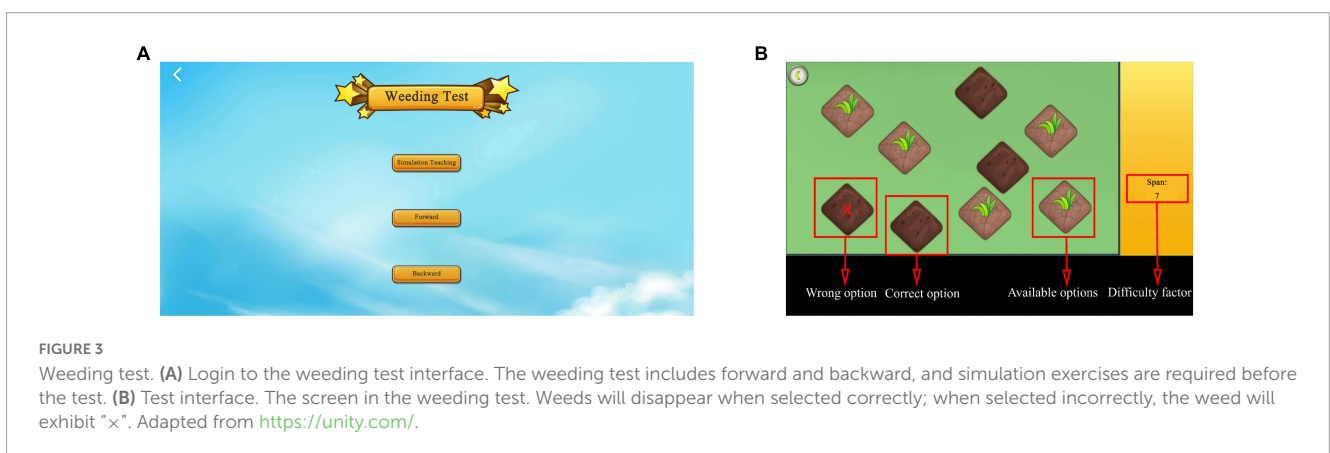 A
B
Weeding Test
Simulation Teaching
Forward
Backward
X
Span:
7
Wrong option Correct option Available options Difficulty factor
FIGURE 3
Weeding test. (A) Login to the weeding test interface. The weeding test includes forward and backward, and simulation exercises are required before
the test. (B) Test interface. The screen in the weeding test. Weeds will disappear when selected correctly; when selected incorrectly, the weed will
exhibit “×”. Adapted from https://unity.com/.